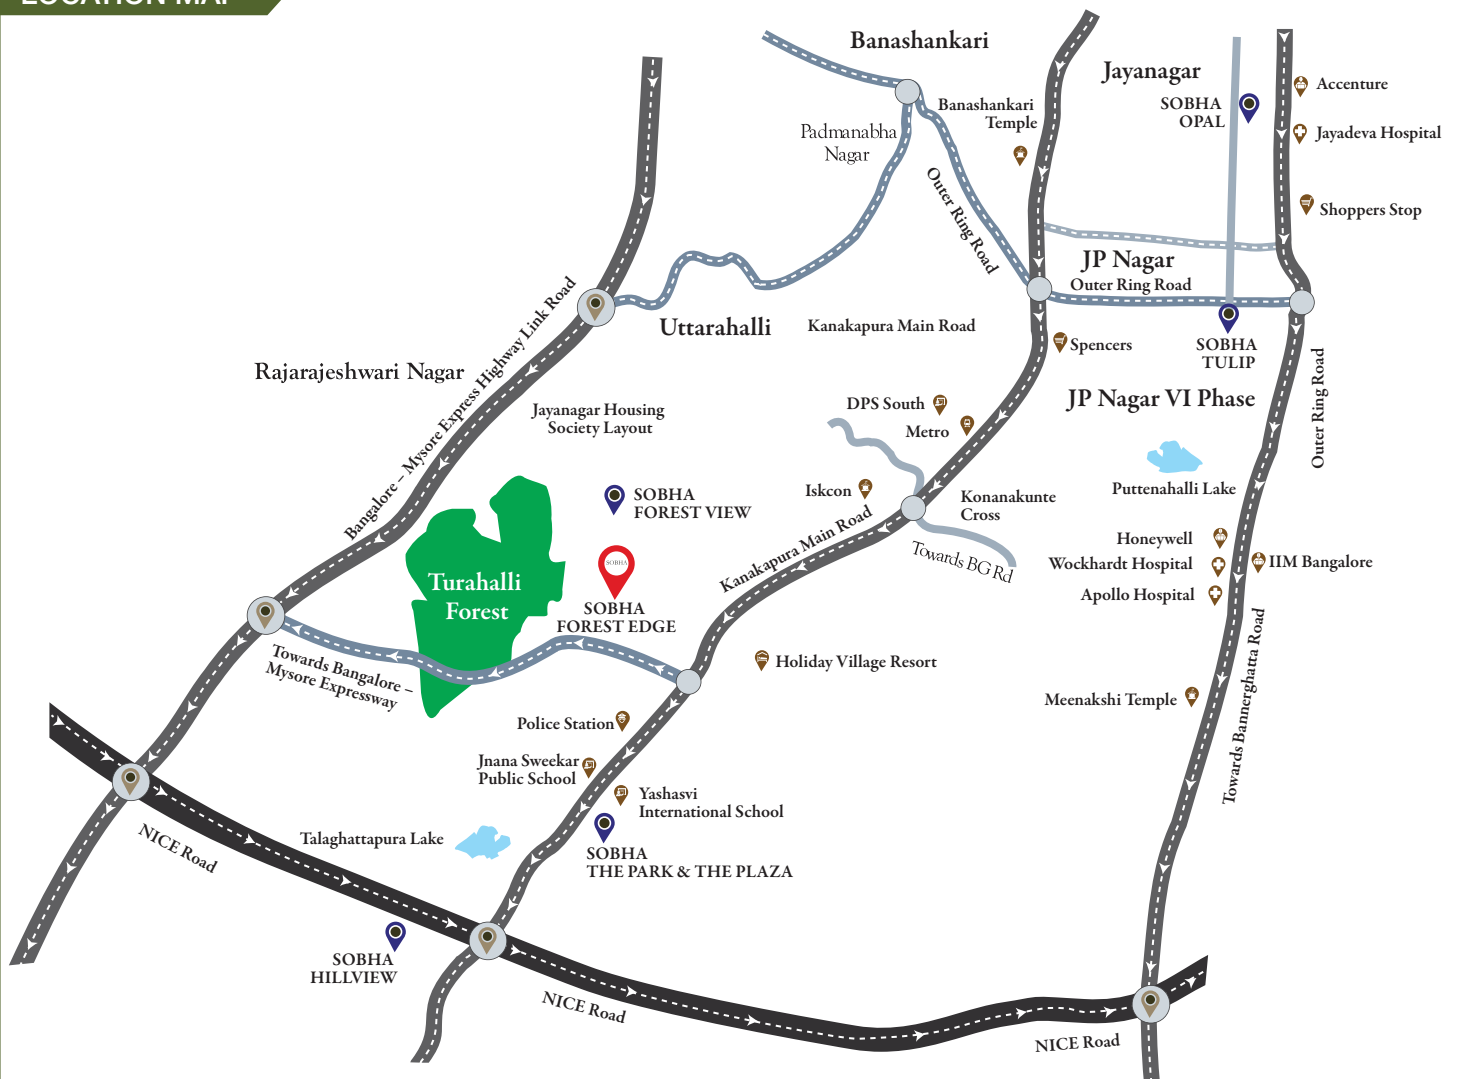 LOCATION MAP
Banashankari
Jayanagar
SOBHA
OPAL
Accenture
Jayadeva Hospital
Shoppers Stop
Banashankari
Temple
Padmanabha
Nagar
Outer Ring Road
JP Nagar
Outer Ring Road
Uttarahalli
Kanakapura Main Road
Spencers
SOBHA
TULIP
Rajarajeshwari Nagar
Bangalore – Mysore Express Highway Link Road
Jayanagar Housing
Society Layout
DPS South
Metro
JP Nagar VI Phase
Outer Ring Road
Puttenahalli Lake
SOBHA
FOREST VIEW
Iskcon
Konanakunte
Cross
Kanakapura Main Road
Towards BG Rd
Honeywell
Wockhardt Hospital
IIM Bangalore
Apollo Hospital
Turahalli
Forest
SOBHA
SOBHA
FOREST EDGE
Towards Bangalore –
Mysore Expressway
Holiday Village Resort
Meenakshi Temple
Towards Bannerghatta Road
Police Station
Jnana Sweekar
Public School
Yashasvi
International School
Talaghattapura Lake
SOBHA
THE PARK & THE PLAZA
NICE Road
SOBHA
HILLVIEW
NICE Road
NICE Road